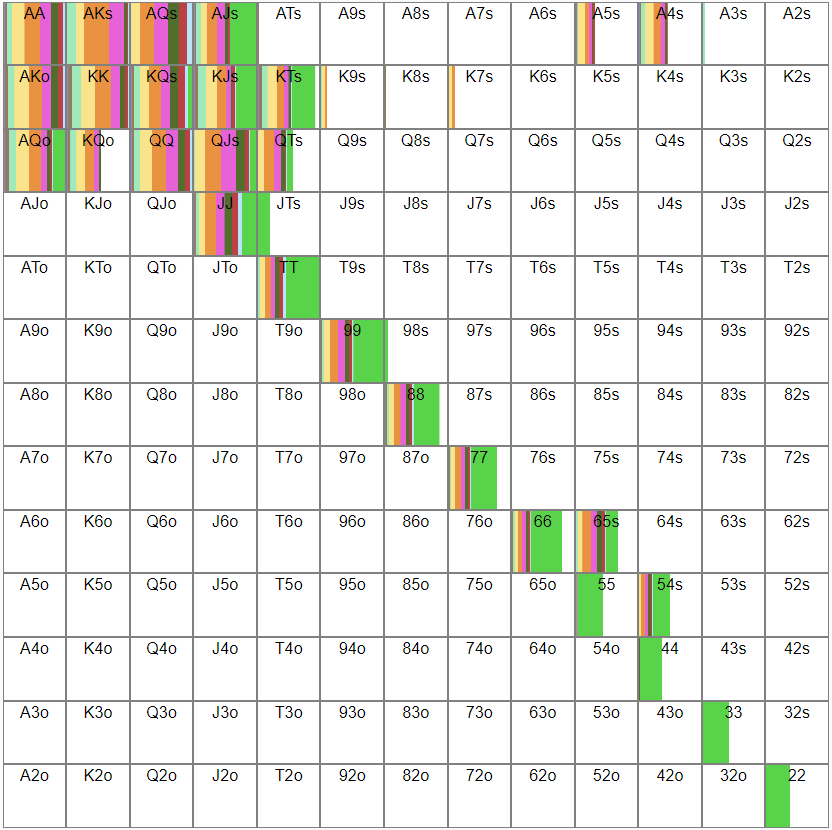 AA AKs AQs AJs ATs A9s A8s A7s A6s A5s A4s A3s A2s
AKo KK KQs KJs KTs K9s K8s K7s K6s K5s K4s K3s K2s
AQo KQo QQ QJs QTs Q9s Q8s Q7s Q6s Q5s Q4s Q3s Q2s
AJo KJo QJo JJ JTs J9s J8s J7s J6s J5s J4s J3s J2s
ATo KTo QTo JTo TT T9s T8s T7s T6s T5s T4s T3s T2s
A9o K9o Q9o J9o T9o 99 98s 97s 96s 95s 94s 93s 92s
A8o K8o Q8o J8o T8o 98o 88 87s 86s 85s 84s 83s 82s
A7o K7o Q7o J7o T7o 97o 87o 77 76s 75s 74s 73s 72s
A6o K6o Q6o J6o T6o 96o 86o 76o 66 65s 64s 63s 62s
A5o K5o Q5o J5o T5o 95o 85o 75o 65o 55 54s 53s 52s
A4o K4o Q4o J4o T4o 94o 84o 74o 64o 54o 44 43s 42s
A3o K3o Q3o J3o T3o 93o 83o 73o 63o 53o 43o 33 32s
A2o K2o Q2o J2o T2o 92o 82o 72o 62o 52o 42o 32o 22